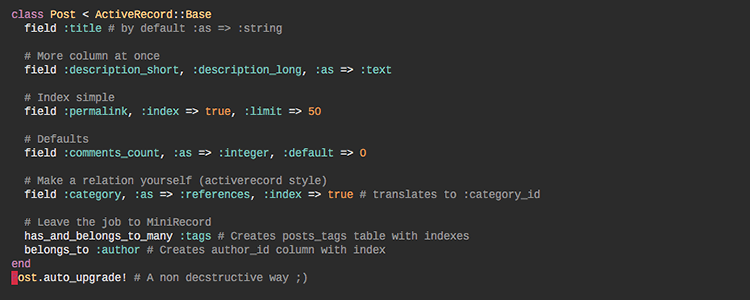 class Post < ActiveRecord::Base
  field :title # by default :as => :string

  # More column at once
  field :description_short, :description_long, :as => :text

  # Index simple
  field :permalink, :index => true, :limit => 50

  # Defaults
  field :comments_count, :as => :integer, :default => 0

  # Make a relation yourself (activerecord style)
  field :category, :as => :references, :index => true # translates to :category_id

  # Leave the job to MiniRecord
  has_and_belongs_to_many :tags # Creates posts_tags table with indexes
  belongs_to :author # Creates author_id column with index
end
Post.auto_upgrade! # A non decstructive way ;)